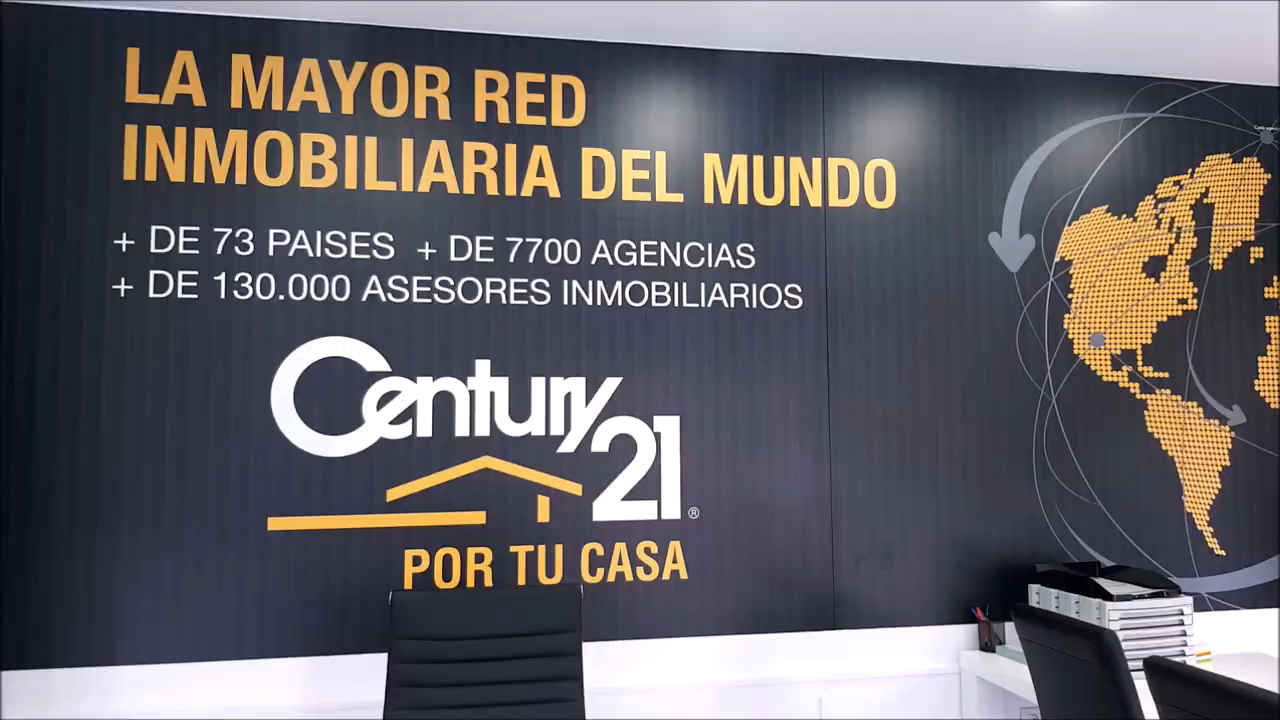 LA MAYOR RED
INMOBILIARIA DEL MUNDO
+ DE 73 PAISES + DE 7700 AGENCIAS
+ DE 130.000 ASESORES INMOBILIARIOS
Century
21®
POR TU CASA